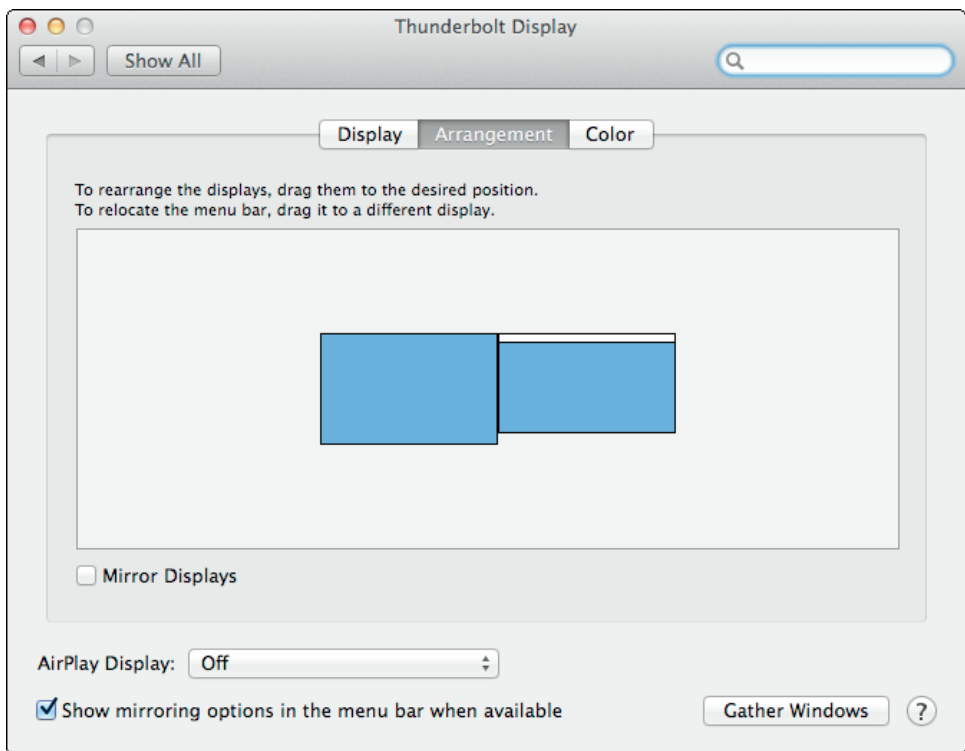 Thunderbolt Display
Show All
Display Arrangement Color
To rearrange the displays, drag them to the desired position.
To relocate the menu bar, drag it to a different display.
Mirror Displays
AirPlay Display: Off
Show mirroring options in the menu bar when available
Gather Windows ?